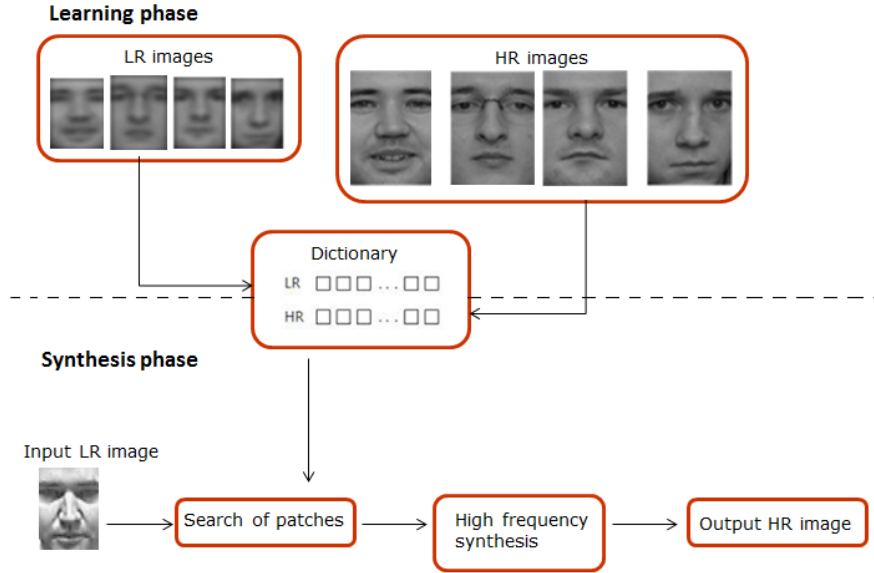 Learning phase
LR images
HR images
Dictionary
LR ...
HR ...
Synthesis phase
Input LR image
Search of patches
High frequency
synthesis
Output HR image